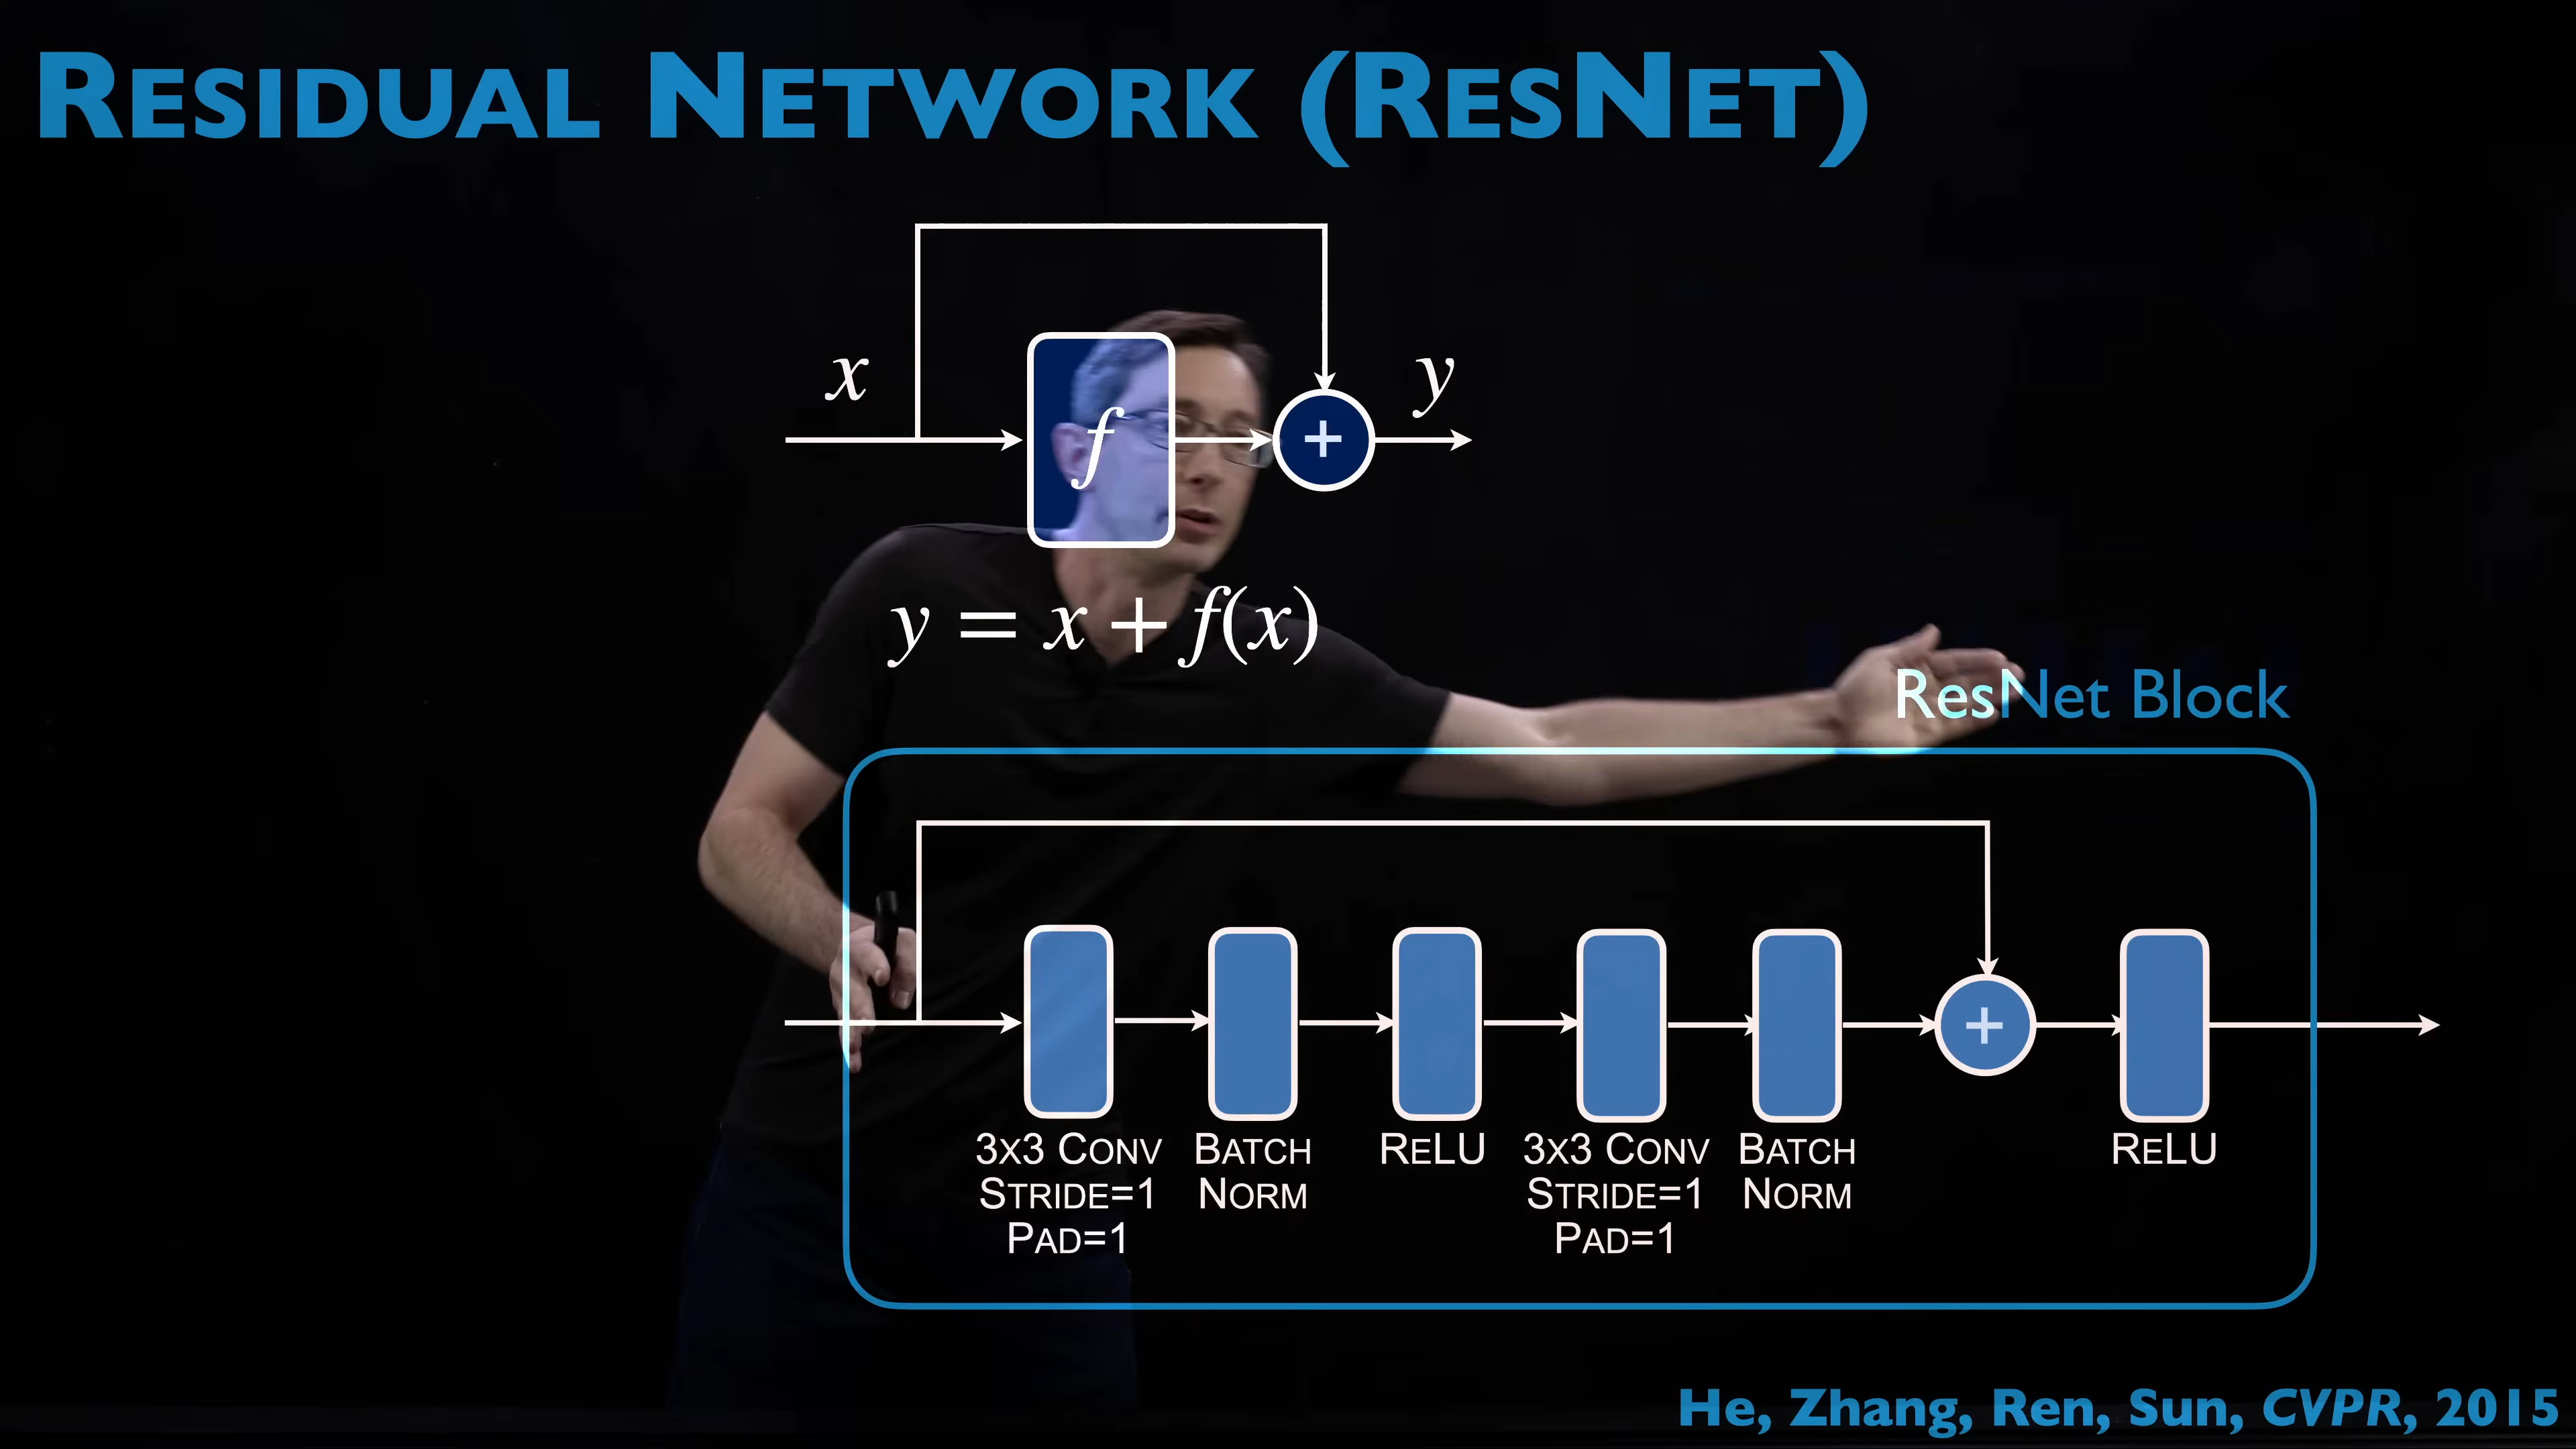 RESIDUAL NETWORK (RESNET)
x
f
+
y
y = x + f(x)
ResNet Block
+
3X3 CONV
STRIDE=1
PAD=1
BATCH
NORM
RELU
3X3 CONV
STRIDE=1
PAD=1
BATCH
NORM
RELU
He, Zhang, Ren, Sun, CVPR, 2015